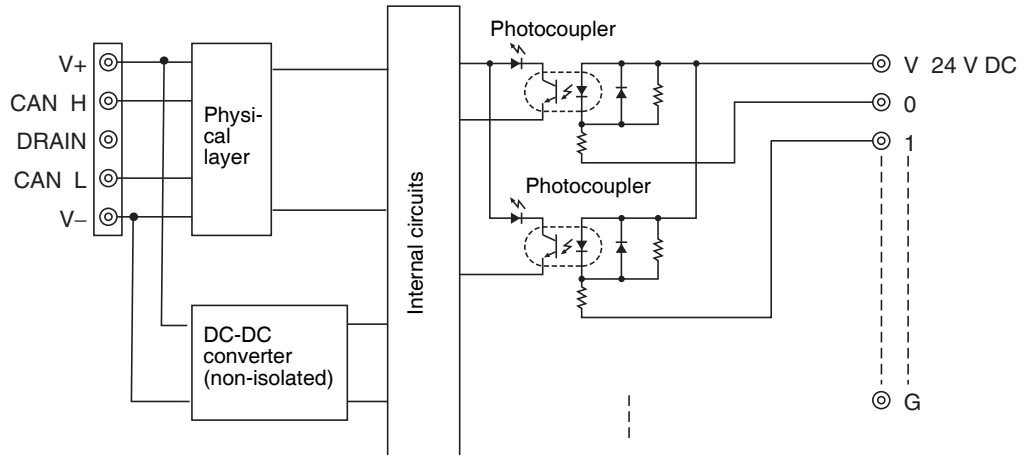 V+
CAN H
DRAIN
CAN L
V–
Physi-
cal
layer
DC-DC
converter
(non-isolated)
Internal circuits
Photocoupler
Photocoupler
V 24 V DC
0
1
G